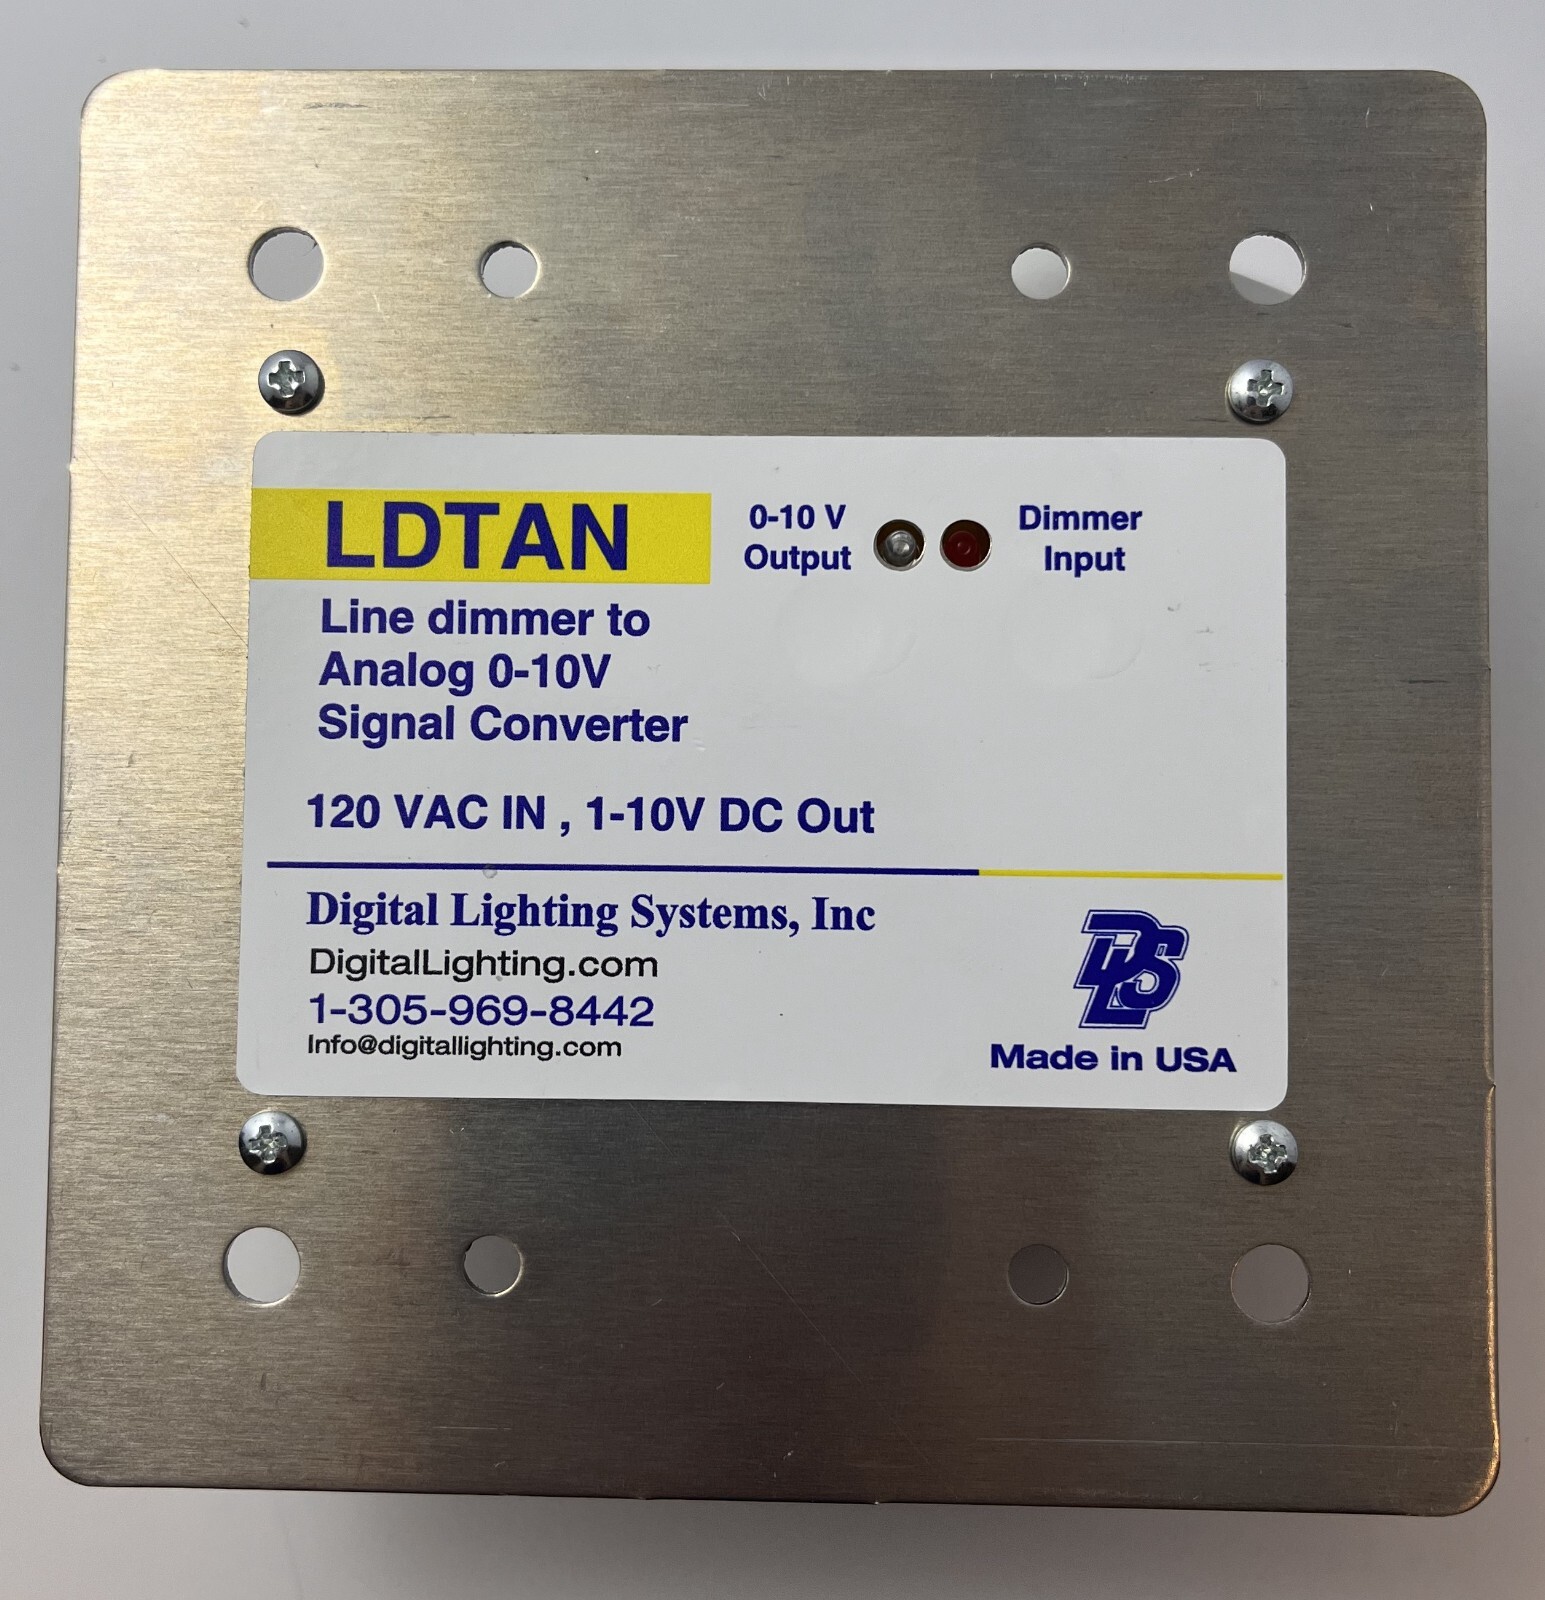 LDTAN
Line dimmer to
Analog 0-10V
Signal Converter
0-10 V
Output
Dimmer
Input
120 VAC IN , 1-10V DC Out
Digital Lighting Systems, Inc
DigitalLighting.com
1-305-969-8442
Info@digitallighting.com
DLS
Made in USA